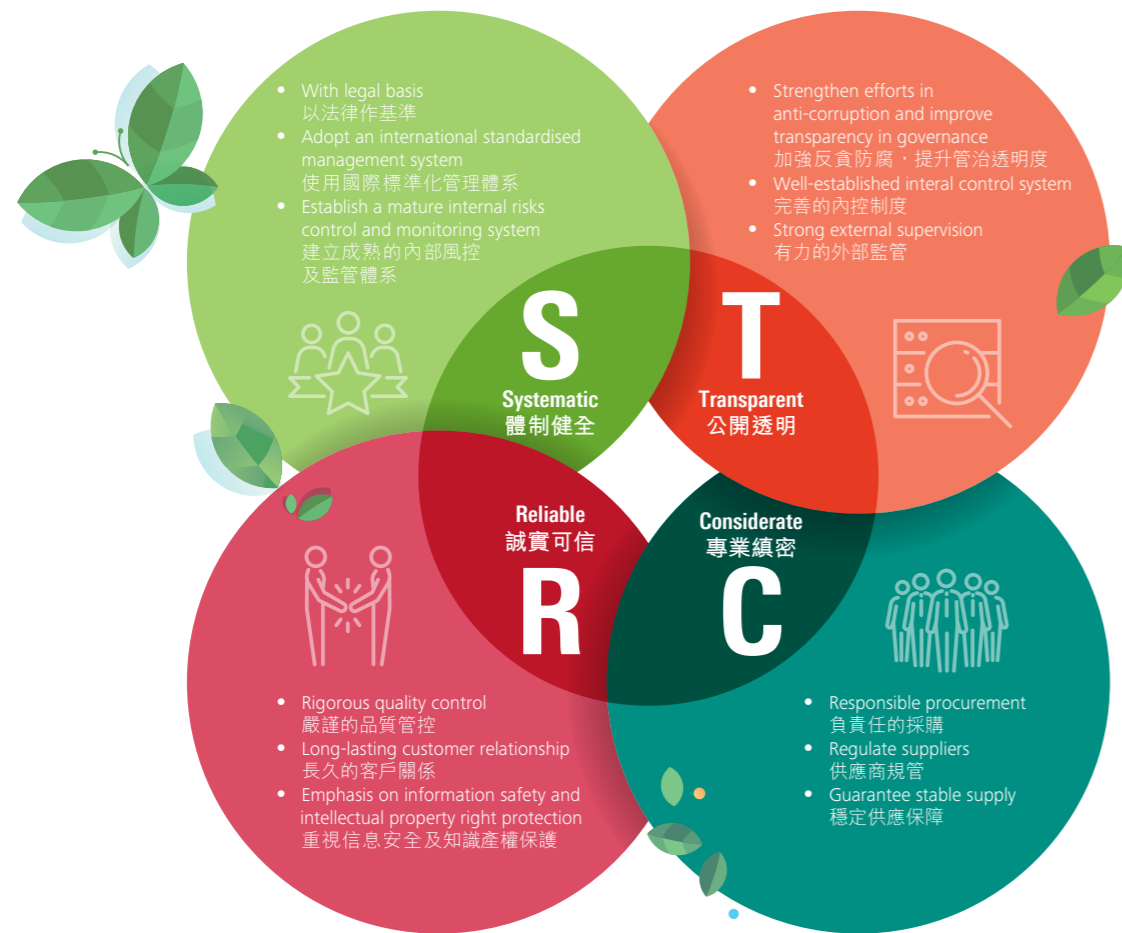 • With legal basis
以法律作基準
• Adopt an international standardised
management system
使用國際標準化管理體系
• Establish a mature internal risks
control and monitoring system
建立成熟的內部風控
及監管體系
S
Systematic
體制健全
• Strengthen efforts in
anti-corruption and improve
transparency in governance
加強反貪防腐，提升管治透明度
• Well-established interal control system
完善的內控制度
• Strong external supervision
有力的外部監管
T
Transparent
公開透明
Reliable
誠實可信
R
• Rigorous quality control
嚴謹的品質管控
• Long-lasting customer relationship
長久的客戶關係
• Emphasis on information safety and
intellectual property right protection
重視信息安全及知識產權保護
Considerate
專業縝密
C
• Responsible procurement
負責任的採購
• Regulate suppliers
供應商規管
• Guarantee stable supply
穩定供應保障